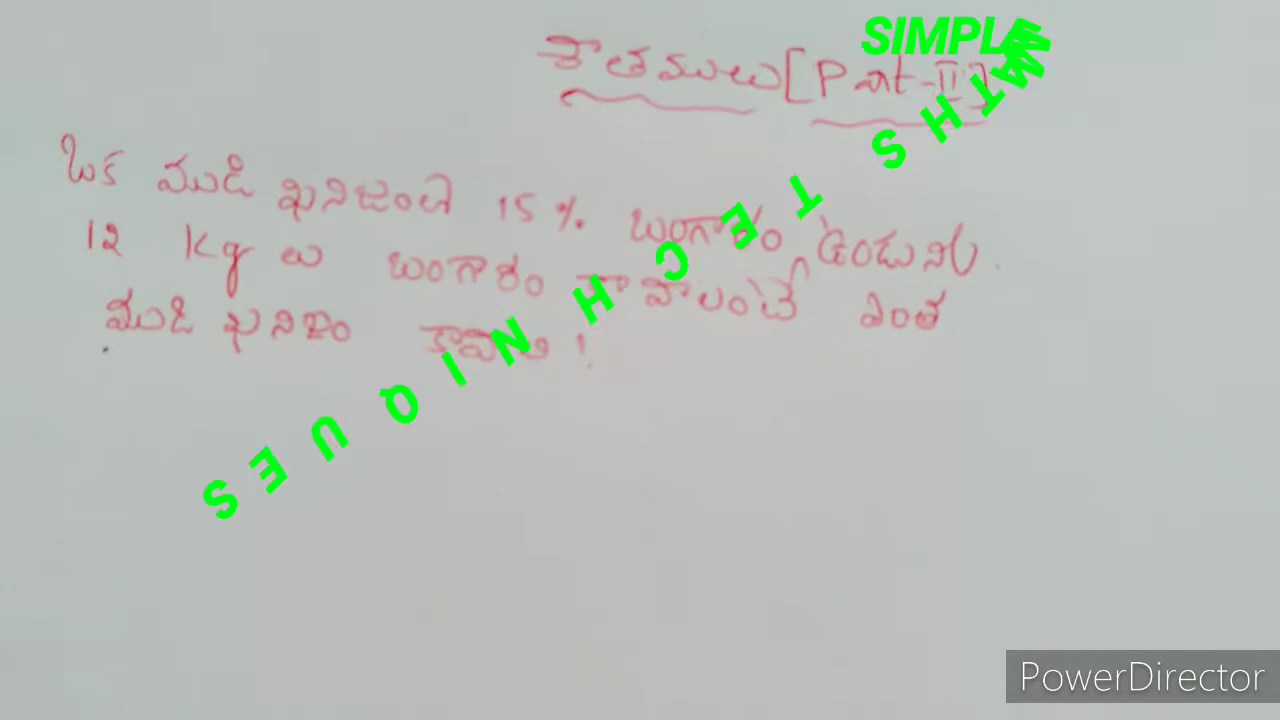 శాతములు [Part-II]
SIMPLE MATHS TECHNIQUES
ఒక ముడి ఖనిజంలో 15 % బంగారం ఉండును
12 Kg లు బంగారం కావాలంటే ఎంత
ముడి ఖనిజం కావాలి ?
PowerDirector